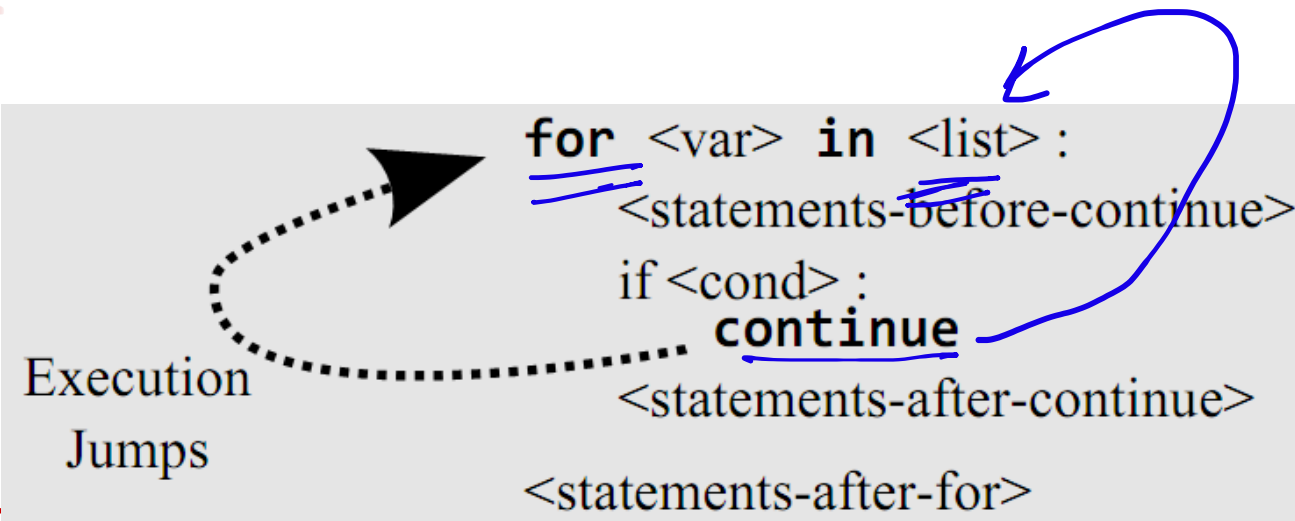 for <var> in <list> :
<statements-before-continue>
if <cond> :
continue
Execution
Jumps
<statements-after-continue>
<statements-after-for>